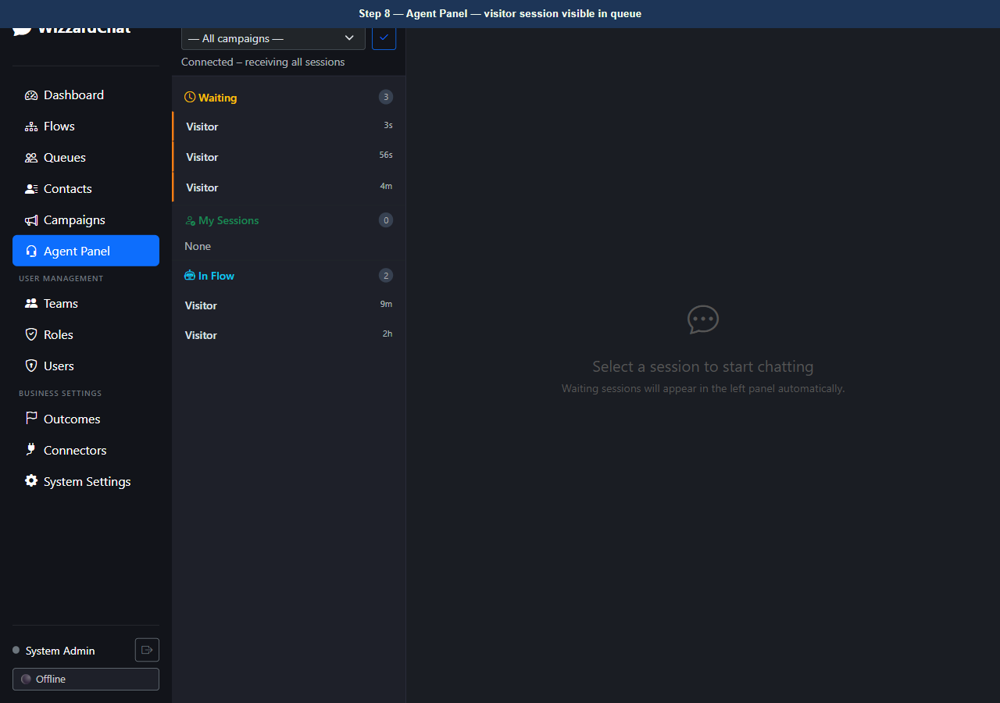 Step 8 — Agent Panel — visitor session visible in queue
WizzardChat
Dashboard
Flows
Queues
Contacts
Campaigns
Agent Panel
USER MANAGEMENT
Teams
Roles
Users
BUSINESS SETTINGS
Outcomes
Connectors
System Settings
System Admin
Offline
— All campaigns —
Connected – receiving all sessions
Waiting 3
Visitor 3s
Visitor 56s
Visitor 4m
My Sessions 0
None
In Flow 2
Visitor 9m
Visitor 2h
Select a session to start chatting
Waiting sessions will appear in the left panel automatically.